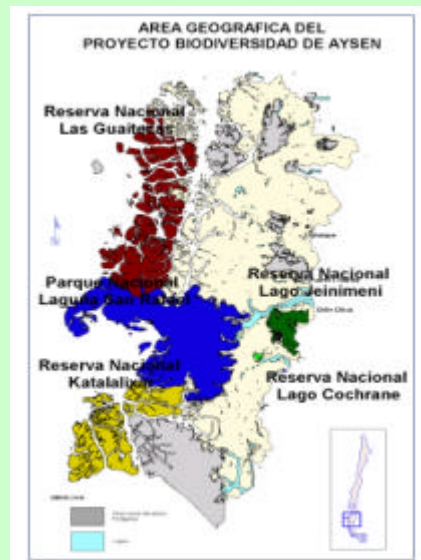 AREA GEOGRAFICA DEL
PROYECTO BIODIVERSIDAD DE AYSEN
Reserva Nacional
Las Guaitecas
Parque Nacional
Laguna San Rafael
Reserva Nacional
Lago Jeinimeni
Reserva Nacional
Katalalixar
Reserva Nacional
Lago Cochrane